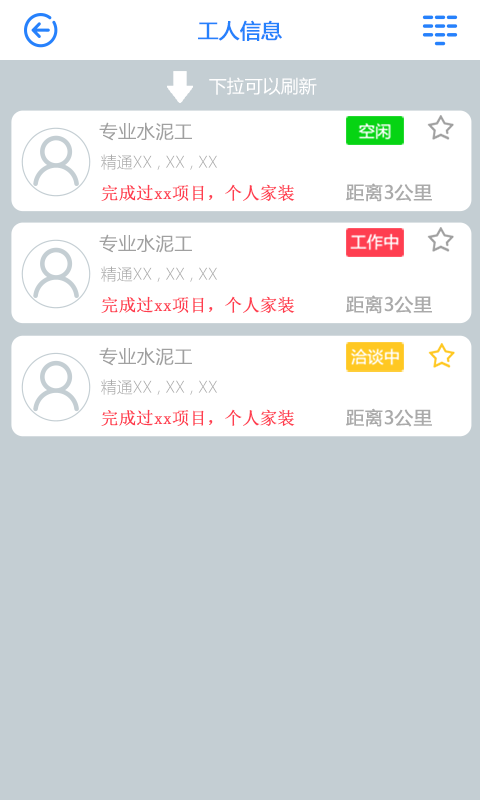 工人信息
下拉可以刷新
专业水泥工 空闲
精通XX , XX , XX
完成过xx项目，个人家装 距离3公里
专业水泥工 工作中
精通XX , XX , XX
完成过xx项目，个人家装 距离3公里
专业水泥工 洽谈中
精通XX , XX , XX
完成过xx项目，个人家装 距离3公里